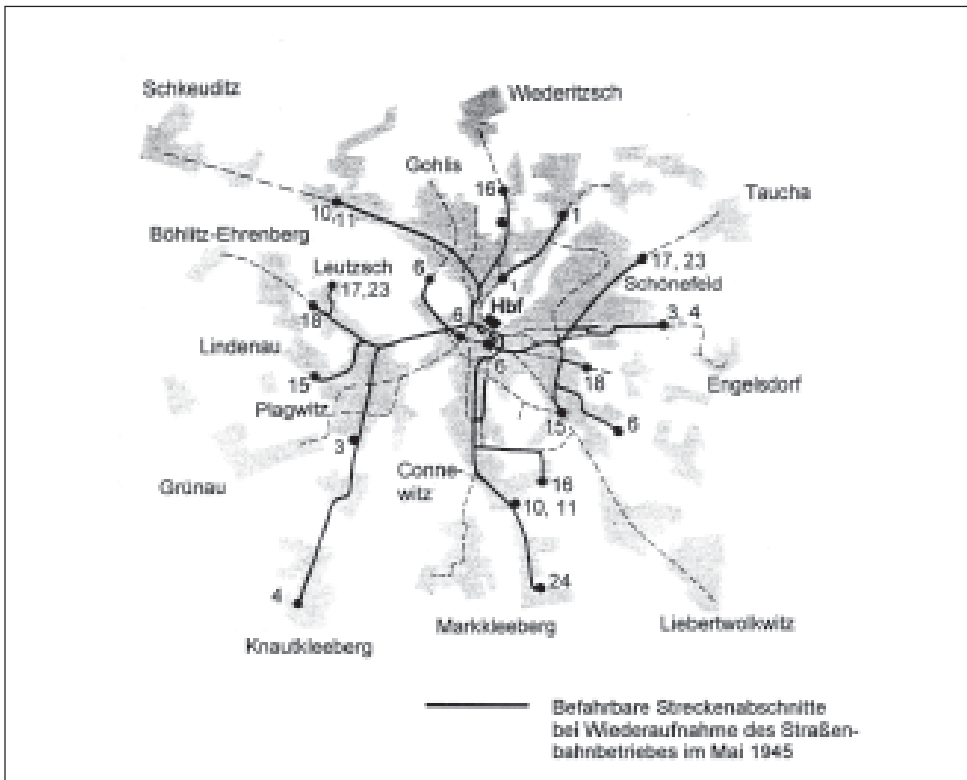 Schkeuditz
Wiederitzsch
Gohlis
16
Taucha
10, 11
1
Böhlitz-Ehrenberg
Leutzsch
17, 23
6
1
17, 23
Schönefeld
Hbf
18
6
3, 4
Lindenau
6
18
Engelsdorf
15
Plagwitz
15
6
3
Grünau
Conne-
witz
16
10, 11
4
24
Knautkleeberg
Markkleeberg
Liebertwolkwitz
Befahrbare Streckenabschnitte
bei Wiederaufnahme des Straßen-
bahnbetriebes im Mai 1945